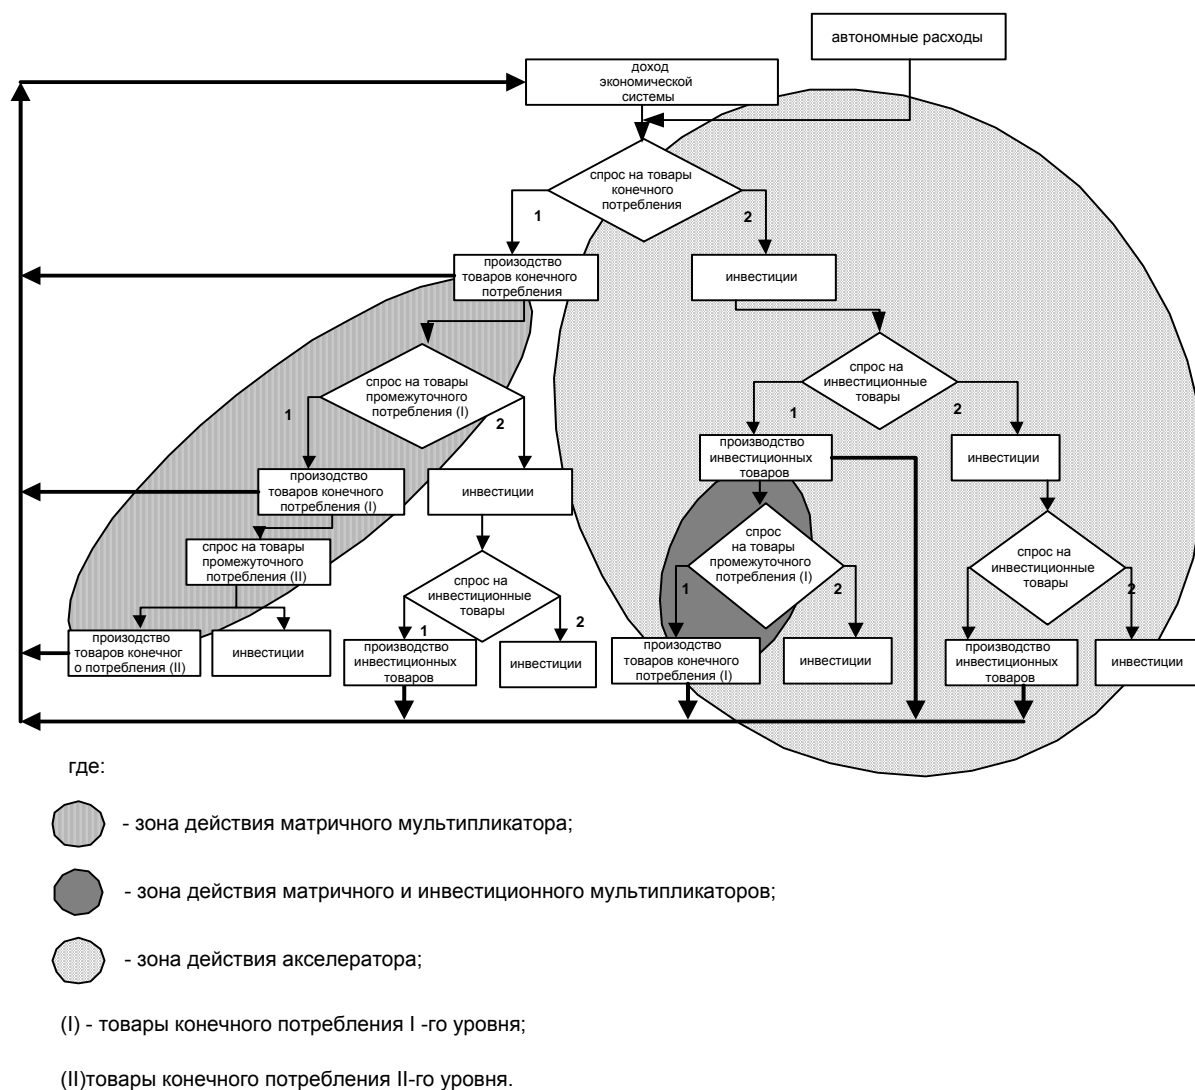 автономные расходы
доход
экономической
системы
спрос на товары
конечного
потребления
1
2
произодство
товаров конечного
потребления
инвестиции
спрос на товары
промежуточного
потребления (I)
1
2
спрос на
инвестиционные
товары
1
2
производство
инвестиционных
товаров
инвестиции
произодство
товаров конечного
потребления (I)
инвестиции
спрос на товары
промежуточного
потребления (II)
спрос
на товары
промежуточного
потребления (I)
1
2
спрос на
инвестиционные
товары
2
спрос на
инвестиционные
товары
1
2
произодство
товаров конечног
о потребления (II)
инвестиции
производство
инвестиционных
товаров
инвестиции
произодство
товаров конечного
потребления (I)
инвестиции
производство
инвестиционных
товаров
инвестиции
где:
- зона действия матричного мультипликатора;
- зона действия матричного и инвестиционного мультипликаторов;
- зона действия акселератора;
(I) - товары конечного потребления I -го уровня;
(II)товары конечного потребления II-го уровня.